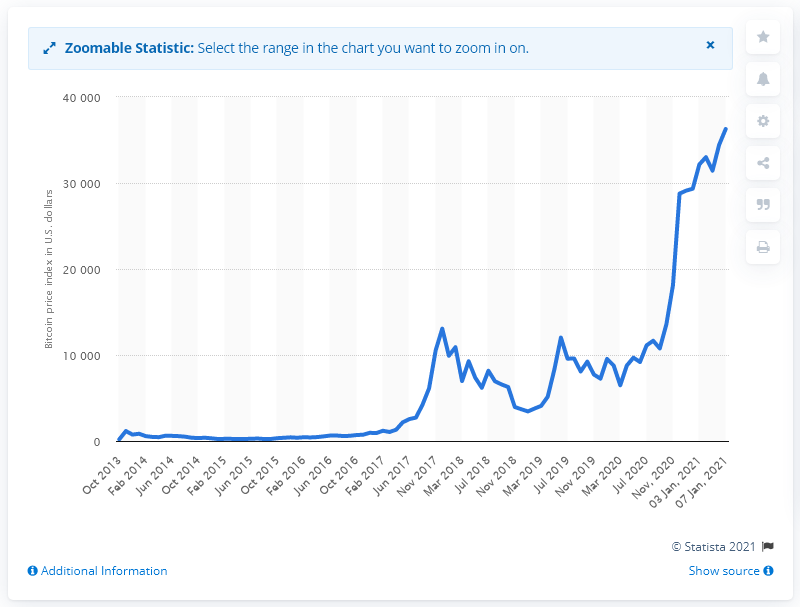 Zoomable Statistic: Select the range in the chart you want to zoom in on.
Bitcoin price index in U.S. dollars
40 000
30 000
20 000
10 000
0
Oct 2013
Feb 2014
Jun 2014
Oct 2014
Feb 2015
Jun 2015
Oct 2015
Feb 2016
Jun 2016
Oct 2016
Feb 2017
Jun 2017
Nov 2017
Mar 2018
Jul 2018
Nov 2018
Mar 2019
Jul 2019
Nov 2019
Mar 2020
Jul 2020
Nov, 2020
03 Jan, 2021
07 Jan, 2021
© Statista 2021
Additional Information
Show source